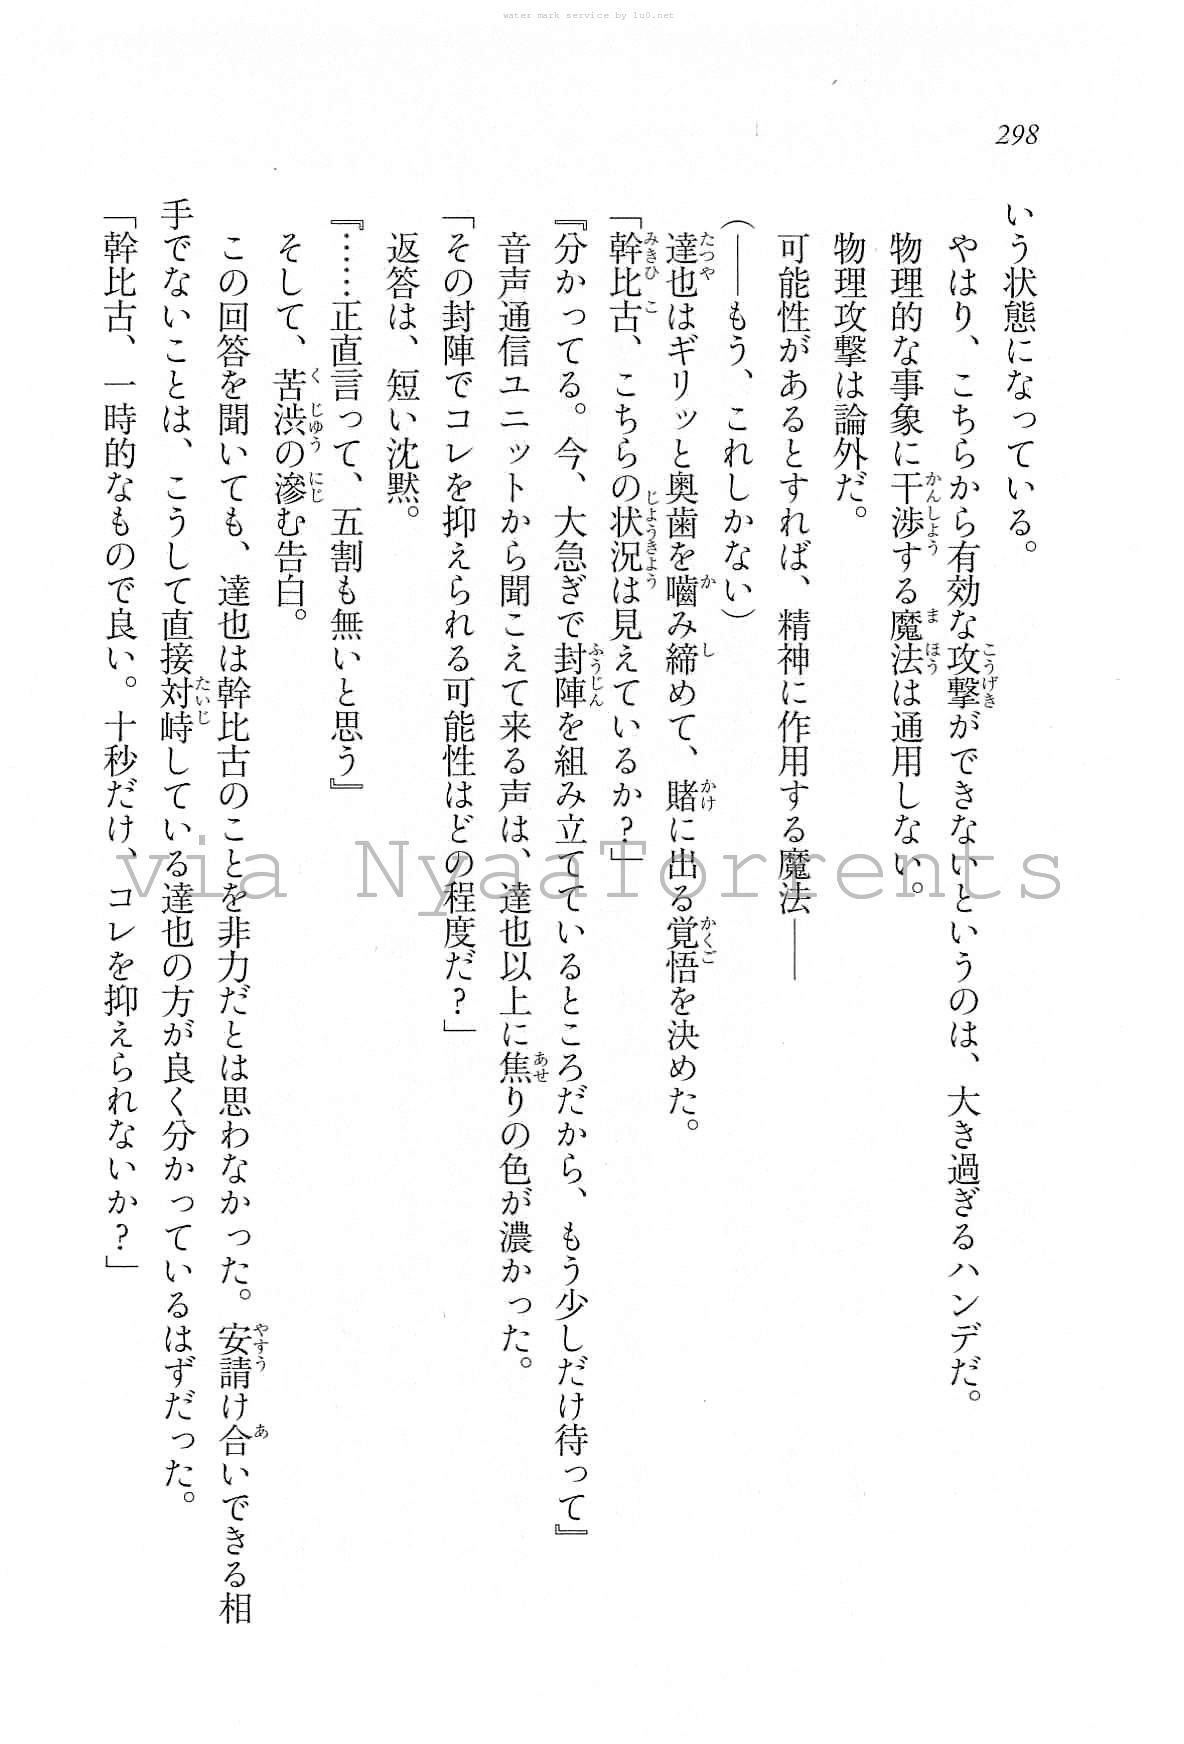 water mark service by lu0.net
298
いう状態になっている。
やはり、こちらから有効な攻撃ができないというのは、大き過ぎるハンデだ。
物理的な事象に干渉する魔法は通用しない。
物理攻撃は論外だ。
可能性があるとすれば、精神に作用する魔法――
（――もう、これしかない）
達也はギリッと奥歯を嚙み締めて、賭に出る覚悟を決めた。
「幹比古、こちらの状況は見えているか？」
『分かってる。今、大急ぎで封陣を組み立てているところだから、もう少しだけ待って』
音声通信ユニットから聞こえて来る声は、達也以上に焦りの色が濃かった。
「その封陣でコレを抑えられる可能性はどの程度だ？」
返答は、短い沈黙。
『……正直言って、五割も無いと思う』
そして、苦渋の滲む告白。
この回答を聞いても、達也は幹比古のことを非力だとは思わなかった。安請け合いできる相
手でないことは、こうして直接対峙している達也の方が良く分かっているはずだった。
「幹比古、一時的なもので良い。十秒だけ、コレを抑えられないか？」
via NyaaTorrents